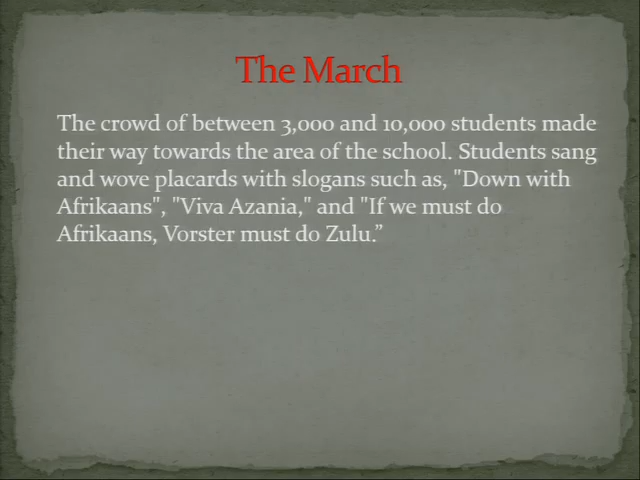 The March
The crowd of between 3,000 and 10,000 students made
their way towards the area of the school. Students sang
and wove placards with slogans such as, "Down with
Afrikaans", "Viva Azania," and "If we must do
Afrikaans, Vorster must do Zulu.”